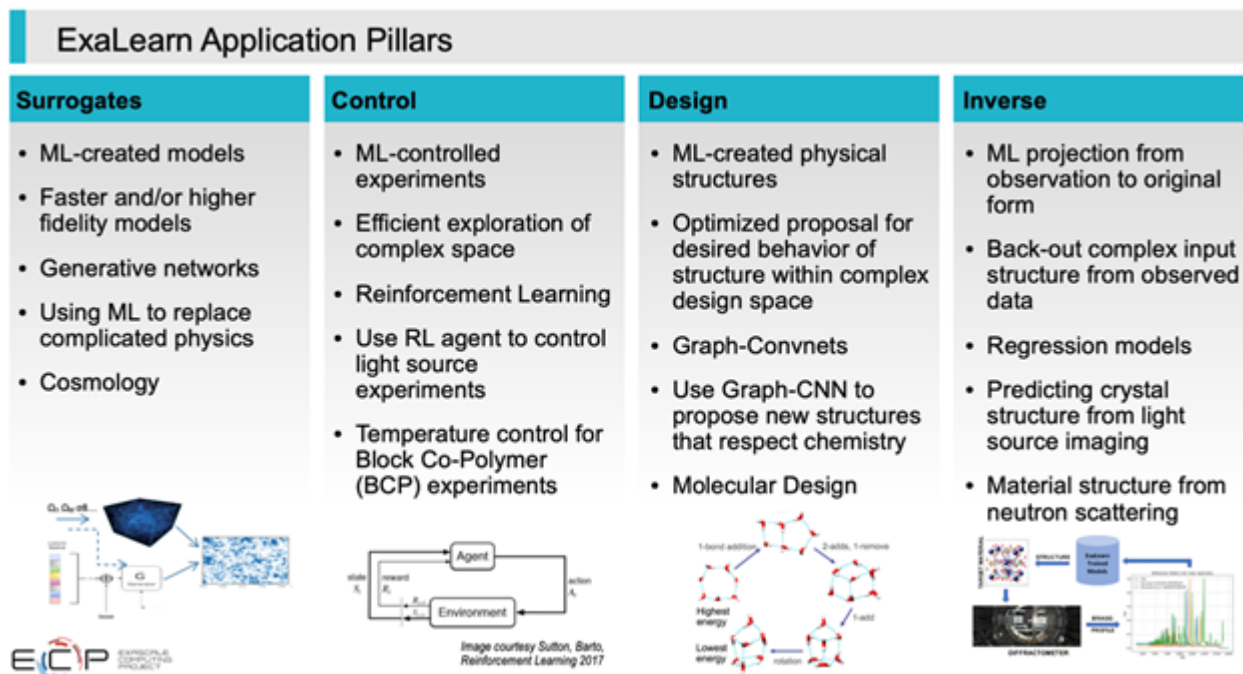 ExaLearn Application Pillars
Surrogates
• ML-created models
• Faster and/or higher
fidelity models
• Generative networks
• Using ML to replace
complicated physics
• Cosmology
G
Control
• ML-controlled
experiments
• Efficient exploration of
complex space
• Reinforcement Learning
• Use RL agent to control
light source
experiments
• Temperature control for
Block Co-Polymer
(BCP) experiments
Agent
state
reward
action
Environment
Image courtesy Sutton, Barto,
Reinforcement Learning 2017
Design
• ML-created physical
structures
• Optimized proposal for
desired behavior of
structure within complex
design space
• Graph-Convnets
• Use Graph-CNN to
propose new structures
that respect chemistry
• Molecular Design
1-bond addition
2-adds, 1-remove
Highest
energy
1-add
Lowest
energy
rotation
Inverse
• ML projection from
observation to original
form
• Back-out complex input
structure from observed
data
• Regression models
• Predicting crystal
structure from light
source imaging
• Material structure from
neutron scattering
TARGET MATERIAL
STRUCTURE
ExaLearn
Trained
Models
BRAGG
PROFILE
DIFFRACTOMETER
ECP
EXASCALE
COMPUTING
PROJECT